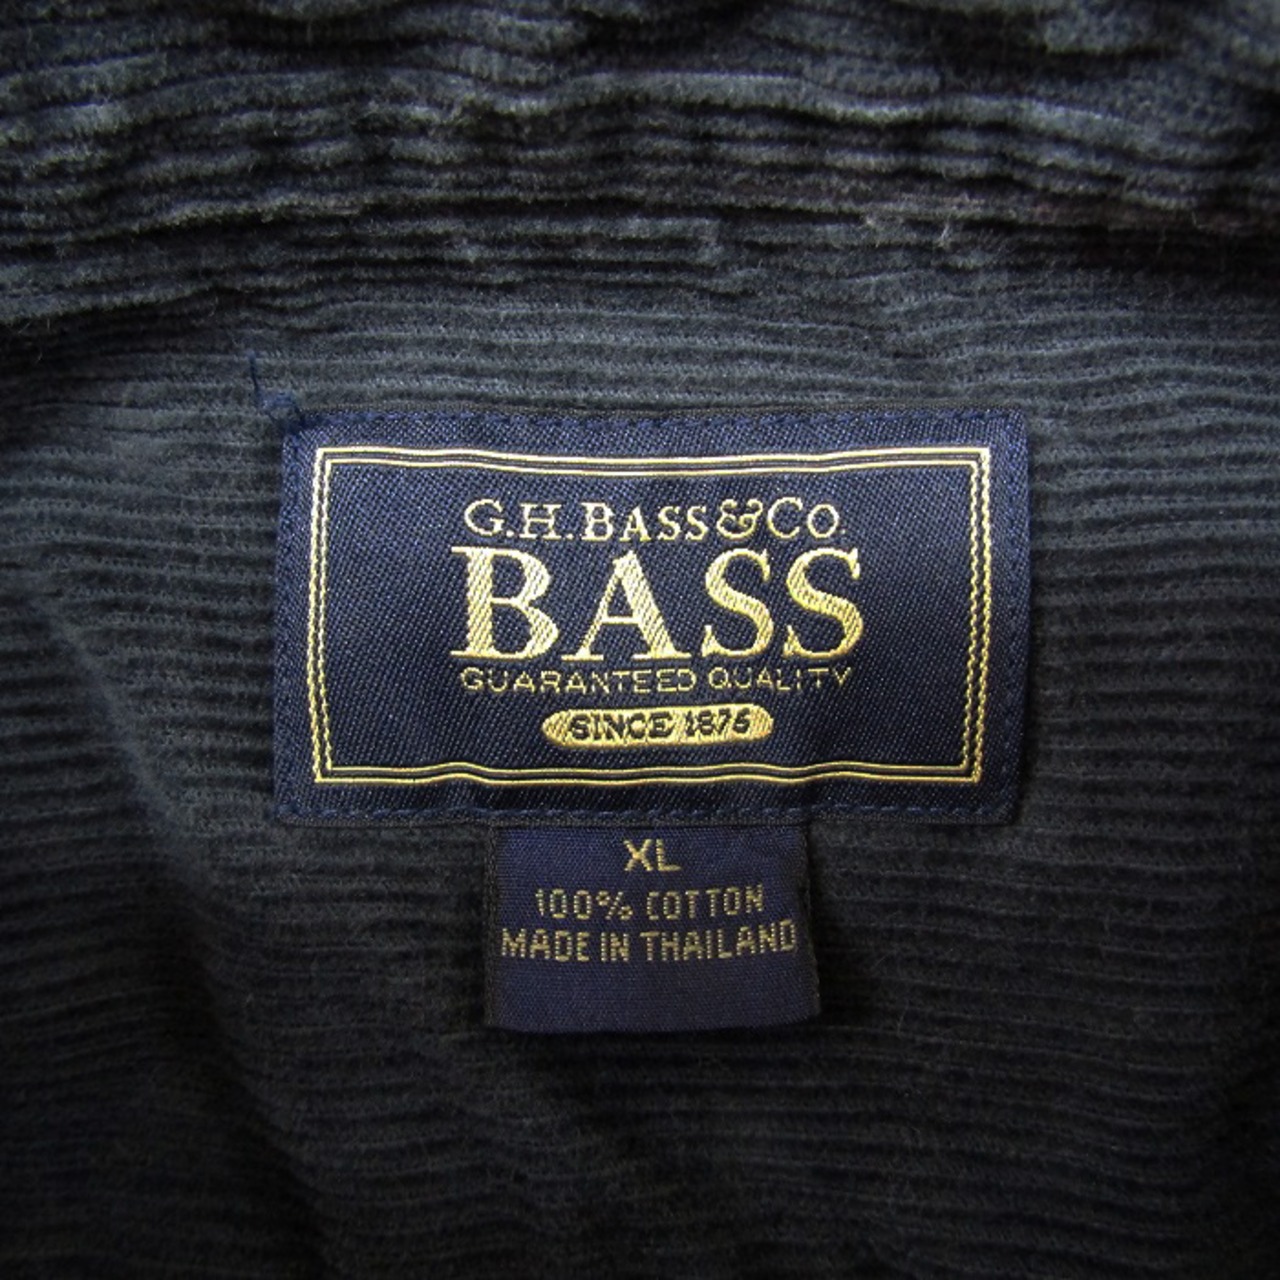 G.H.BASS&CO.
BASS
GUARANTEED QUALITY
SINCE 1876
XL
100% COTTON
MADE IN THAILAND